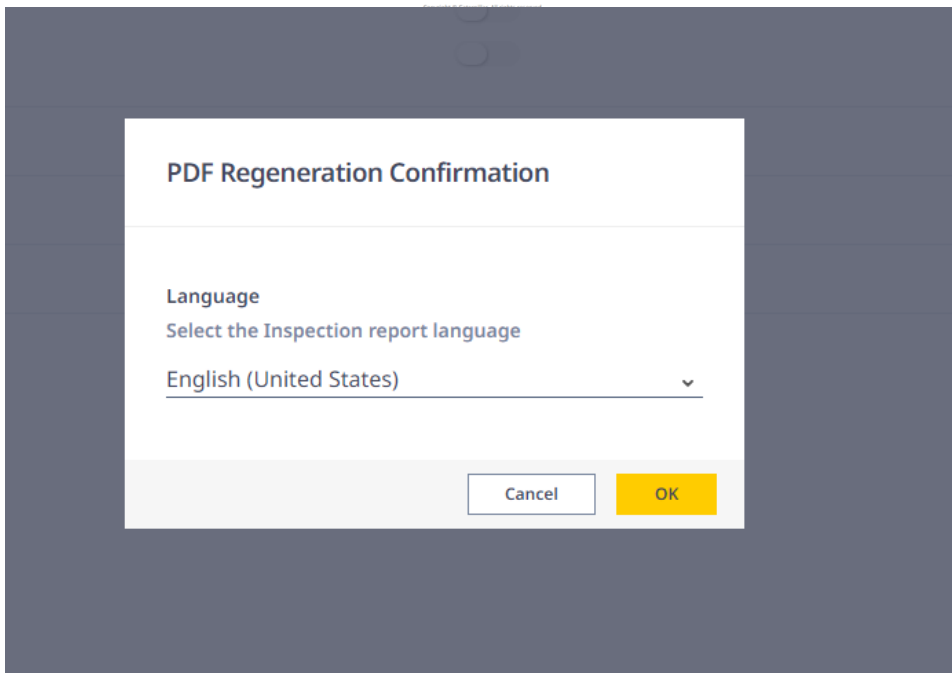 PDF Regeneration Confirmation
Language
Select the Inspection report language
English (United States)
Cancel
OK